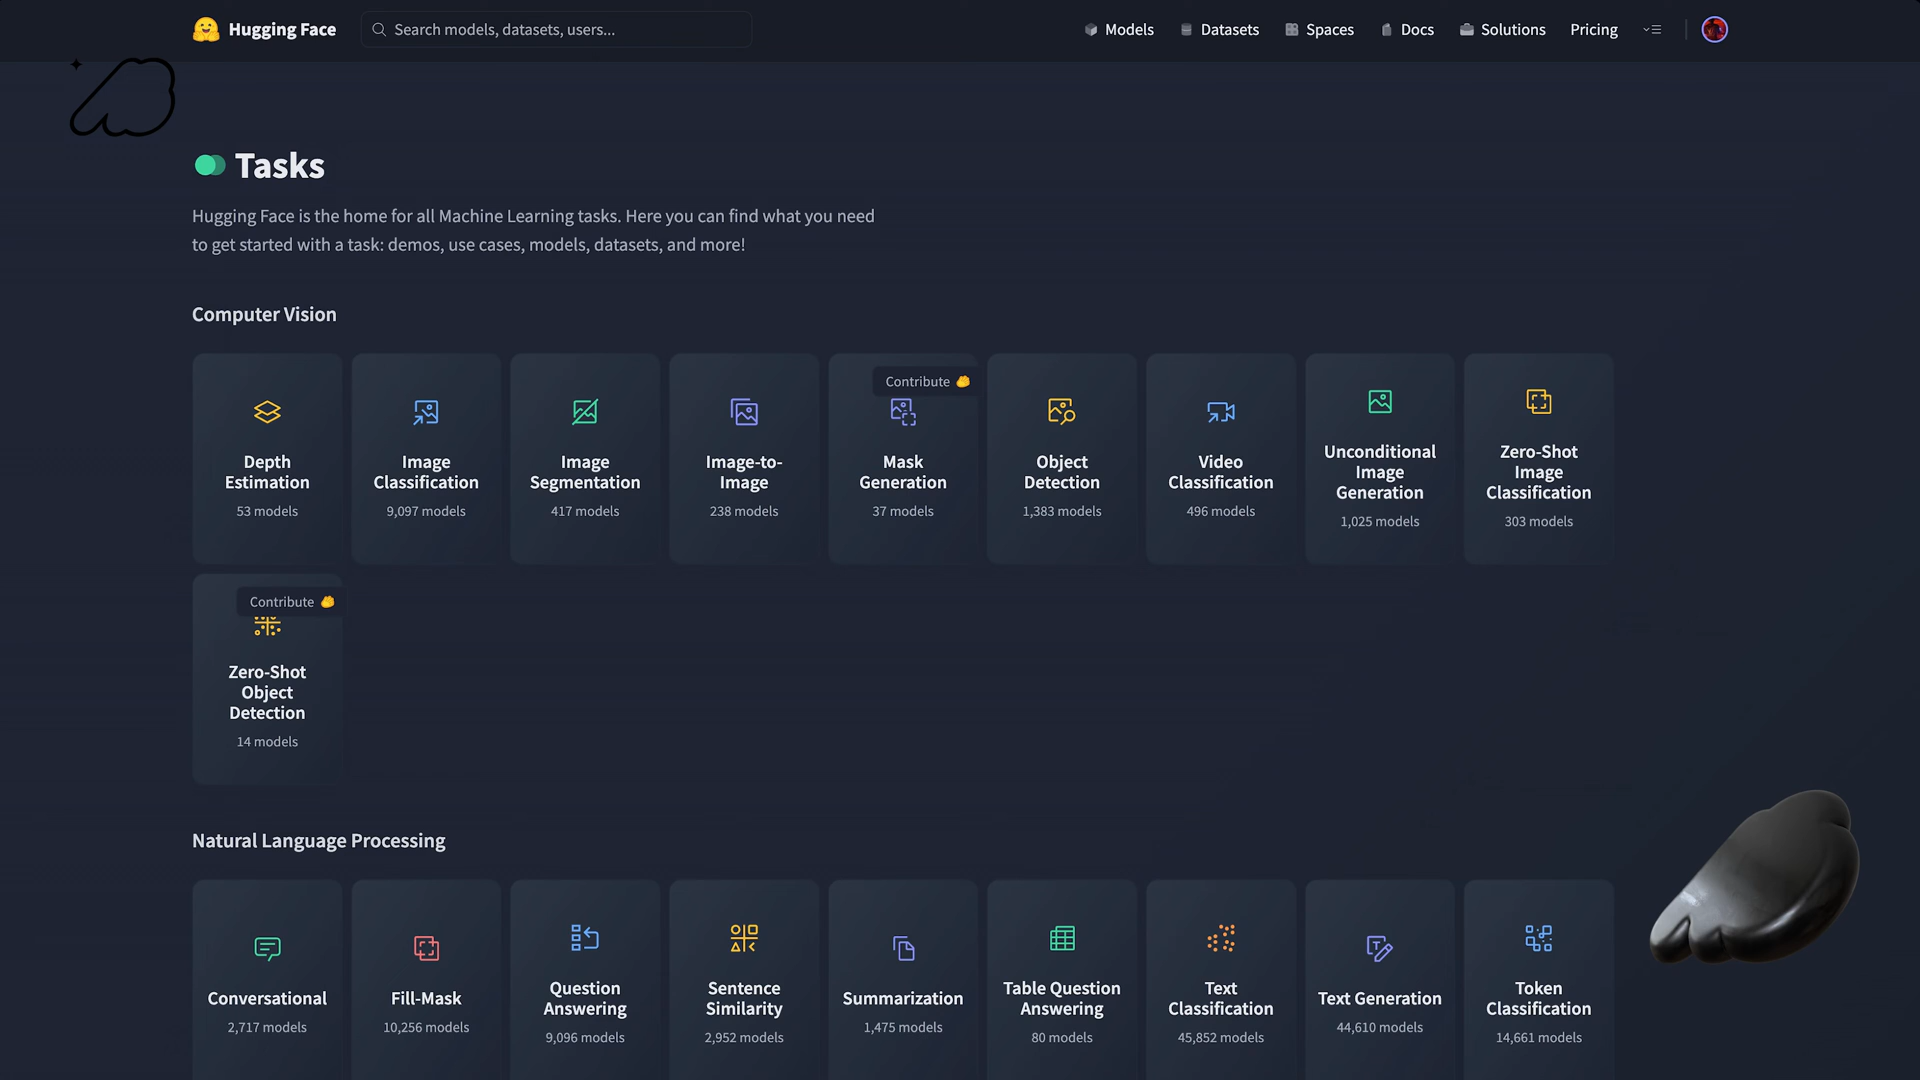 Hugging Face
Search models, datasets, users...
Models
Datasets
Spaces
Docs
Solutions
Pricing
Tasks
Hugging Face is the home for all Machine Learning tasks. Here you can find what you need
to get started with a task: demos, use cases, models, datasets, and more!
Computer Vision
Depth
Estimation
53 models
Image
Classification
9,097 models
Image
Segmentation
417 models
Image-to-
Image
238 models
Contribute
Mask
Generation
37 models
Object
Detection
1,383 models
Video
Classification
496 models
Unconditional
Image
Generation
1,025 models
Zero-Shot
Image
Classification
303 models
Contribute
Zero-Shot
Object
Detection
14 models
Natural Language Processing
Conversational
2,717 models
Fill-Mask
10,256 models
Question
Answering
9,096 models
Sentence
Similarity
2,952 models
Summarization
1,475 models
Table Question
Answering
80 models
Text
Classification
45,852 models
Text Generation
44,610 models
Token
Classification
14,661 models